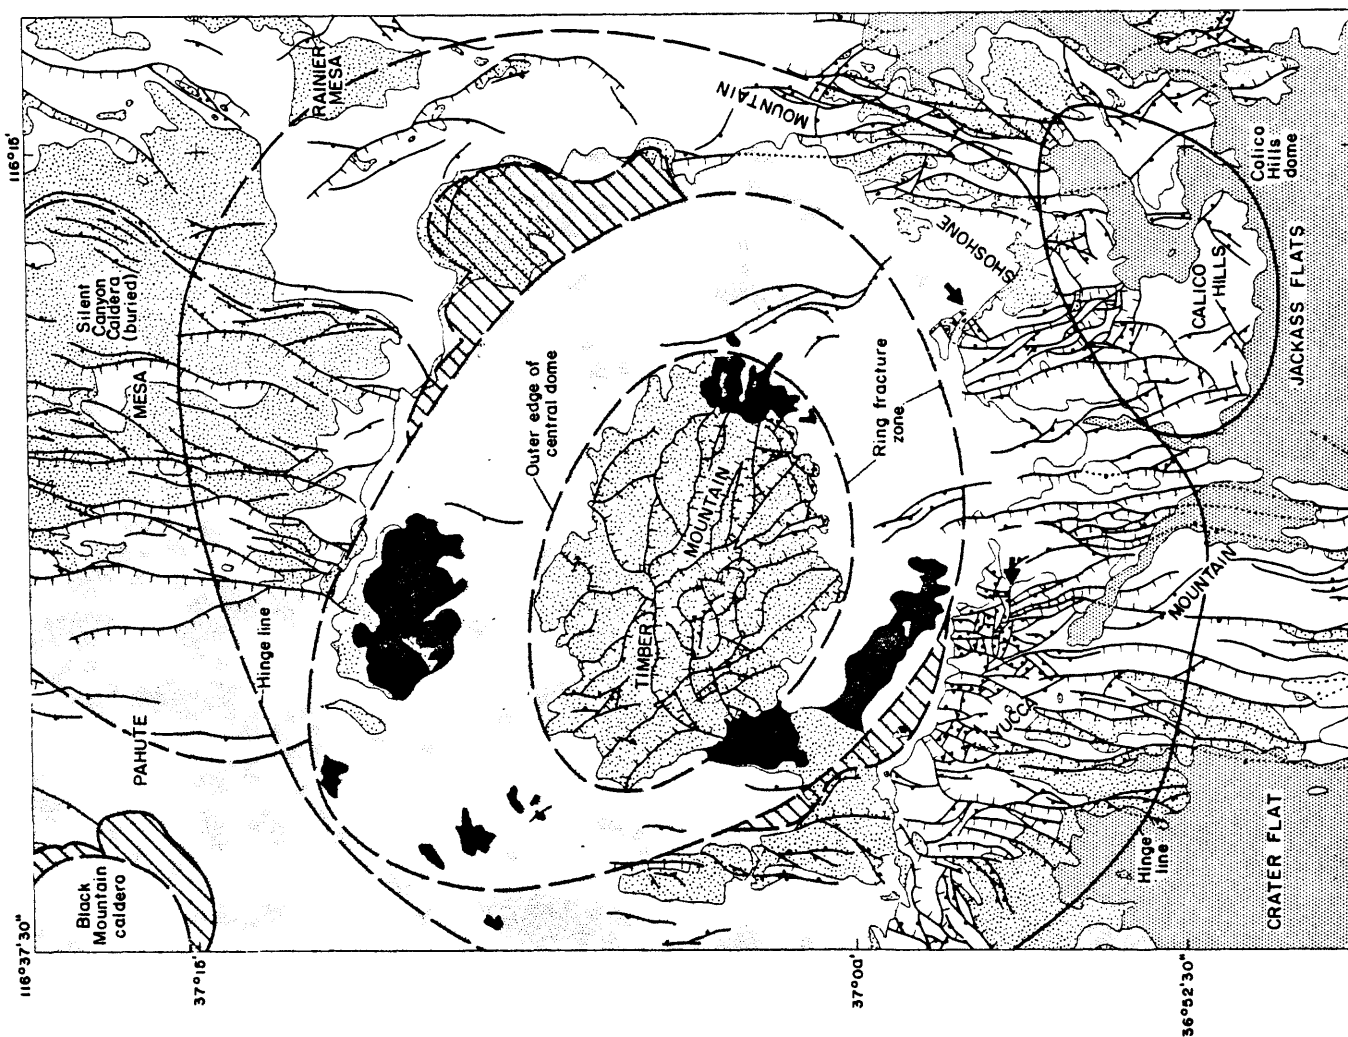 116°37'30"
116°15'
37°15'
37°00'
36°52'30"
Black
Mountain
caldero
PAHUTE
MESA
Silent
Canyon
Caldera
(buried)
RAINIER
MESA
Hinge line
Outer edge of
central dome
TIMBER
MOUNTAIN
Ring fracture
zone
SHOSHONE
MOUNTAIN
YUCCA
MOUNTAIN
CALICO
HILLS
Calico
Hills
dome
JACKASS FLATS
Hinge
line
CRATER FLAT